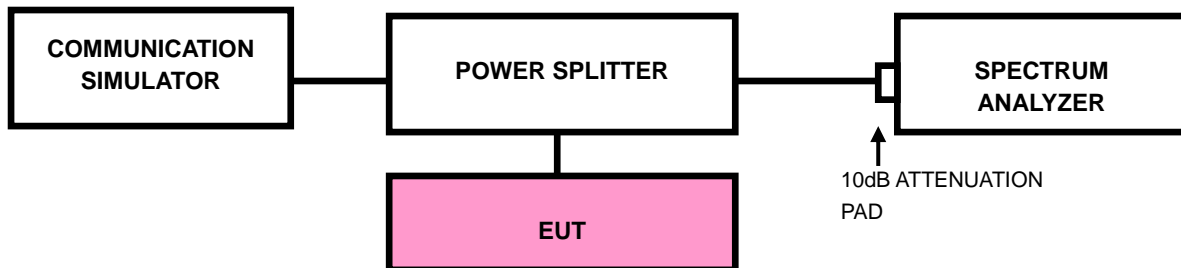 COMMUNICATION
SIMULATOR
POWER SPLITTER
SPECTRUM
ANALYZER
10dB ATTENUATION
PAD
EUT